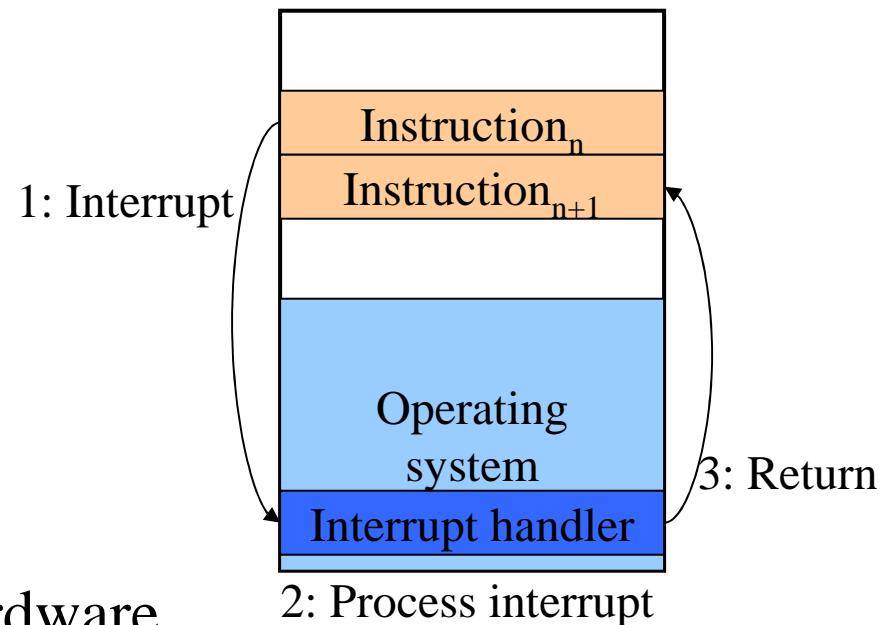 Instructionₙ
1: Interrupt
Instructionₙ₊₁
Operating
system
3: Return
Interrupt handler
2: Process interrupt